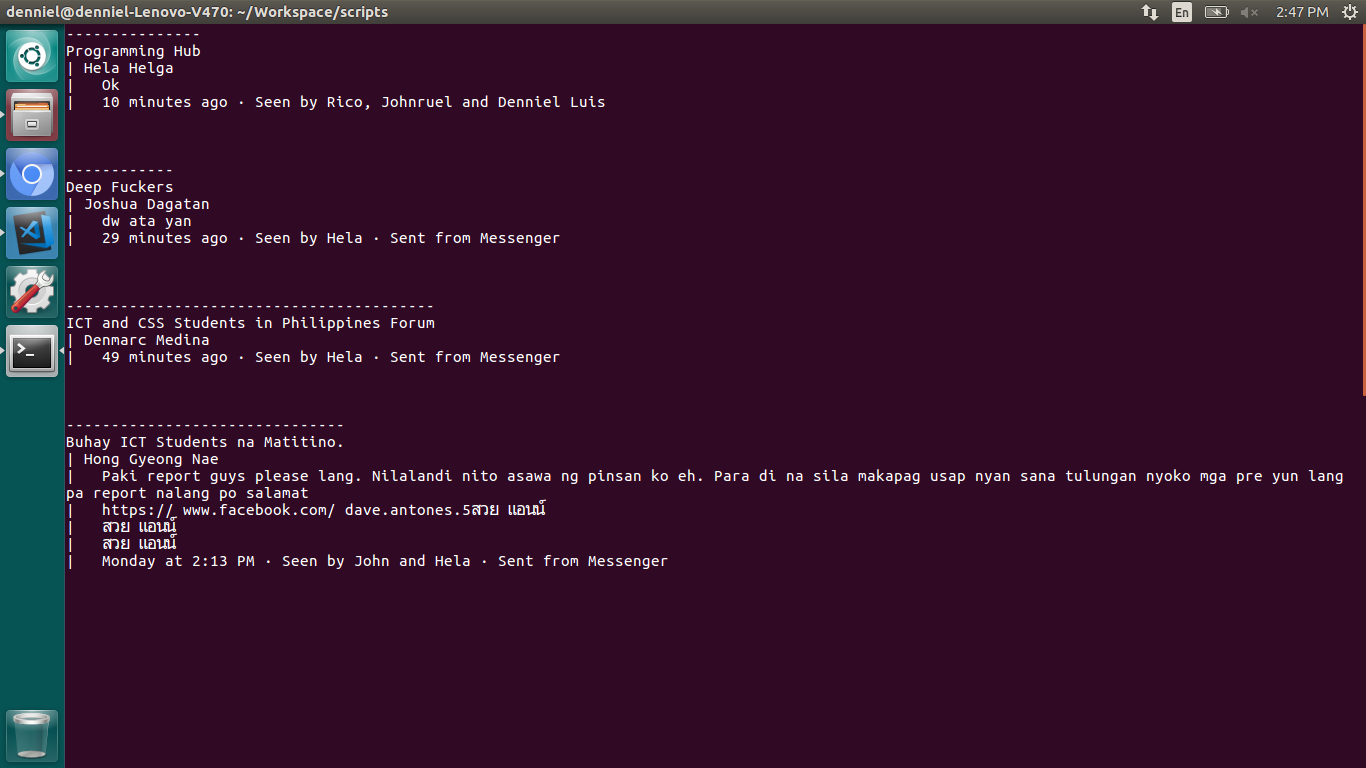 denniel@denniel-Lenovo-V470: ~/Workspace/scripts
En
2:47 PM
---------------
Programming Hub
| Hela Helga
|   Ok
|   10 minutes ago · Seen by Rico, Johnruel and Denniel Luis
------------
Deep Fuckers
| Joshua Dagatan
|   dw ata yan
|   29 minutes ago · Seen by Hela · Sent from Messenger
-----------------------------------------
ICT and CSS Students in Philippines Forum
| Denmarc Medina
|   49 minutes ago · Seen by Hela · Sent from Messenger
-------------------------------
Buhay ICT Students na Matitino.
| Hong Gyeong Nae
|   Paki report guys please lang. Nilalandi nito asawa ng pinsan ko eh. Para di na sila makapag usap nyan sana tulungan nyoko mga pre yun lang
pa report nalang po salamat
|   https:// www.facebook.com/ dave.antones.5สวย แอนน์
|   สวย แอนน์
|   สวย แอนน์
|   Monday at 2:13 PM · Seen by John and Hela · Sent from Messenger